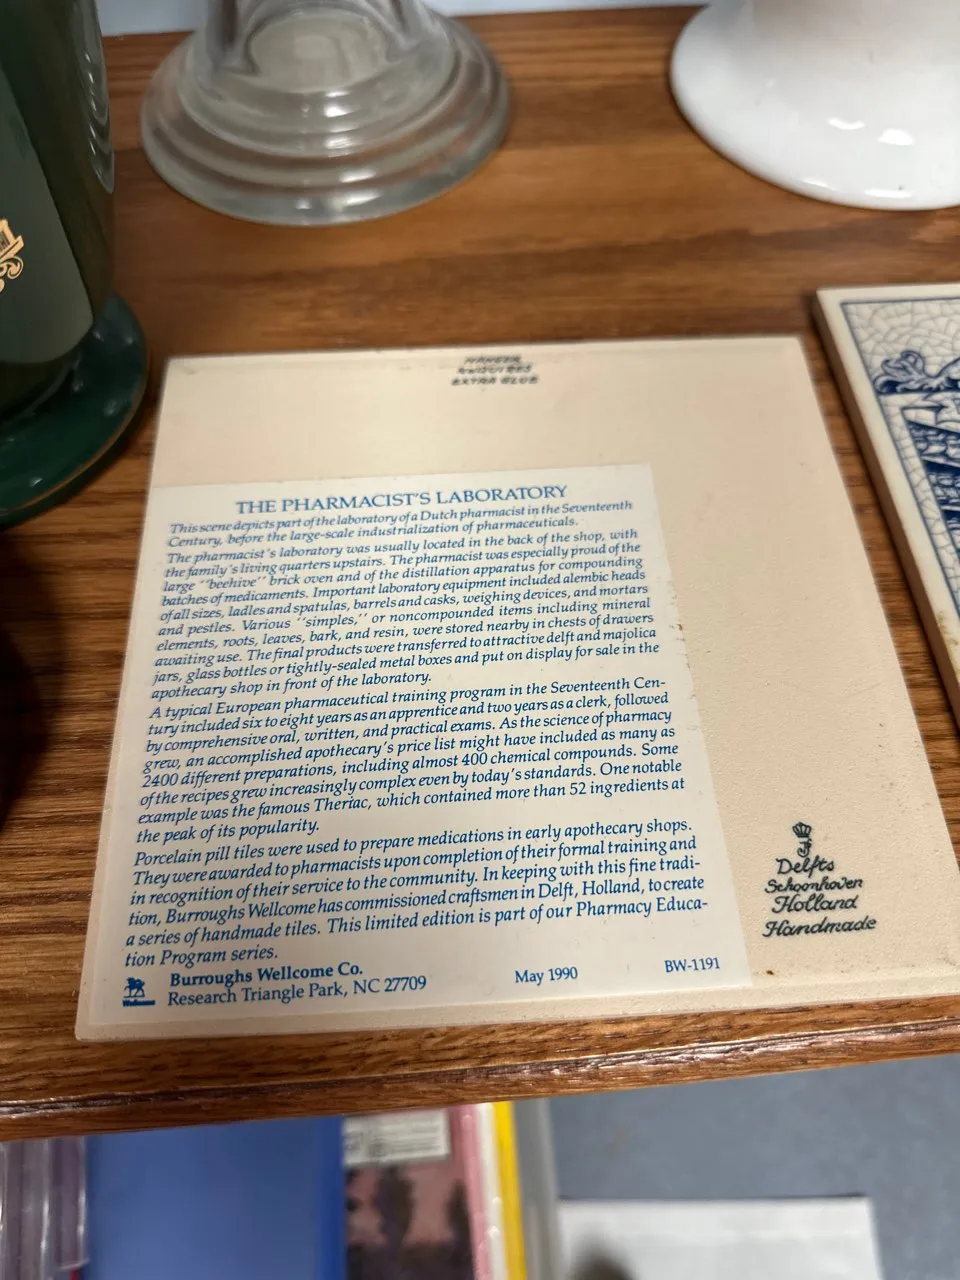 HANGER
REQUIRES
EXTRA GLUE
THE PHARMACIST'S LABORATORY
This scene depicts part of the laboratory of a Dutch pharmacist in the Seventeenth
Century, before the large-scale industrialization of pharmaceuticals.
The pharmacist's laboratory was usually located in the back of the shop, with
the family's living quarters upstairs. The pharmacist was especially proud of the
large "beehive" brick oven and of the distillation apparatus for compounding
batches of medicaments. Important laboratory equipment included alembic heads
of all sizes, ladles and spatulas, barrels and casks, weighing devices, and mortars
and pestles. Various "simples," or noncompounded items including mineral
elements, roots, leaves, bark, and resin, were stored nearby in chests of drawers
awaiting use. The final products were transferred to attractive delft and majolica
jars, glass bottles or tightly-sealed metal boxes and put on display for sale in the
apothecary shop in front of the laboratory.
A typical European pharmaceutical training program in the Seventeenth Cen-
tury included six to eight years as an apprentice and two years as a clerk, followed
by comprehensive oral, written, and practical exams. As the science of pharmacy
grew, an accomplished apothecary's price list might have included as many as
2400 different preparations, including almost 400 chemical compounds. Some
of the recipes grew increasingly complex even by today's standards. One notable
example was the famous Theriac, which contained more than 52 ingredients at
the peak of its popularity.
Porcelain pill tiles were used to prepare medications in early apothecary shops.
They were awarded to pharmacists upon completion of their formal training and
in recognition of their service to the community. In keeping with this fine tradi-
tion, Burroughs Wellcome has commissioned craftsmen in Delft, Holland, to create
a series of handmade tiles. This limited edition is part of our Pharmacy Educa-
tion Program series.
Burroughs Wellcome Co.
Research Triangle Park, NC 27709
May 1990
BW-1191
Wellcome
Delfts
Schoonhoven
Holland
Handmade